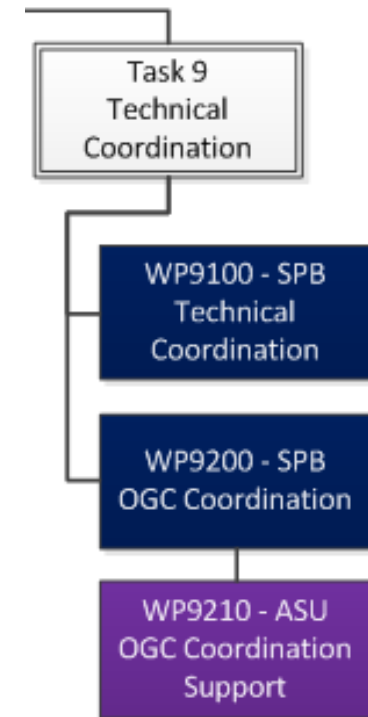 Task 9
Technical
Coordination
WP9100 - SPB
Technical
Coordination
WP9200 - SPB
OGC Coordination
WP9210 - ASU
OGC Coordination
Support